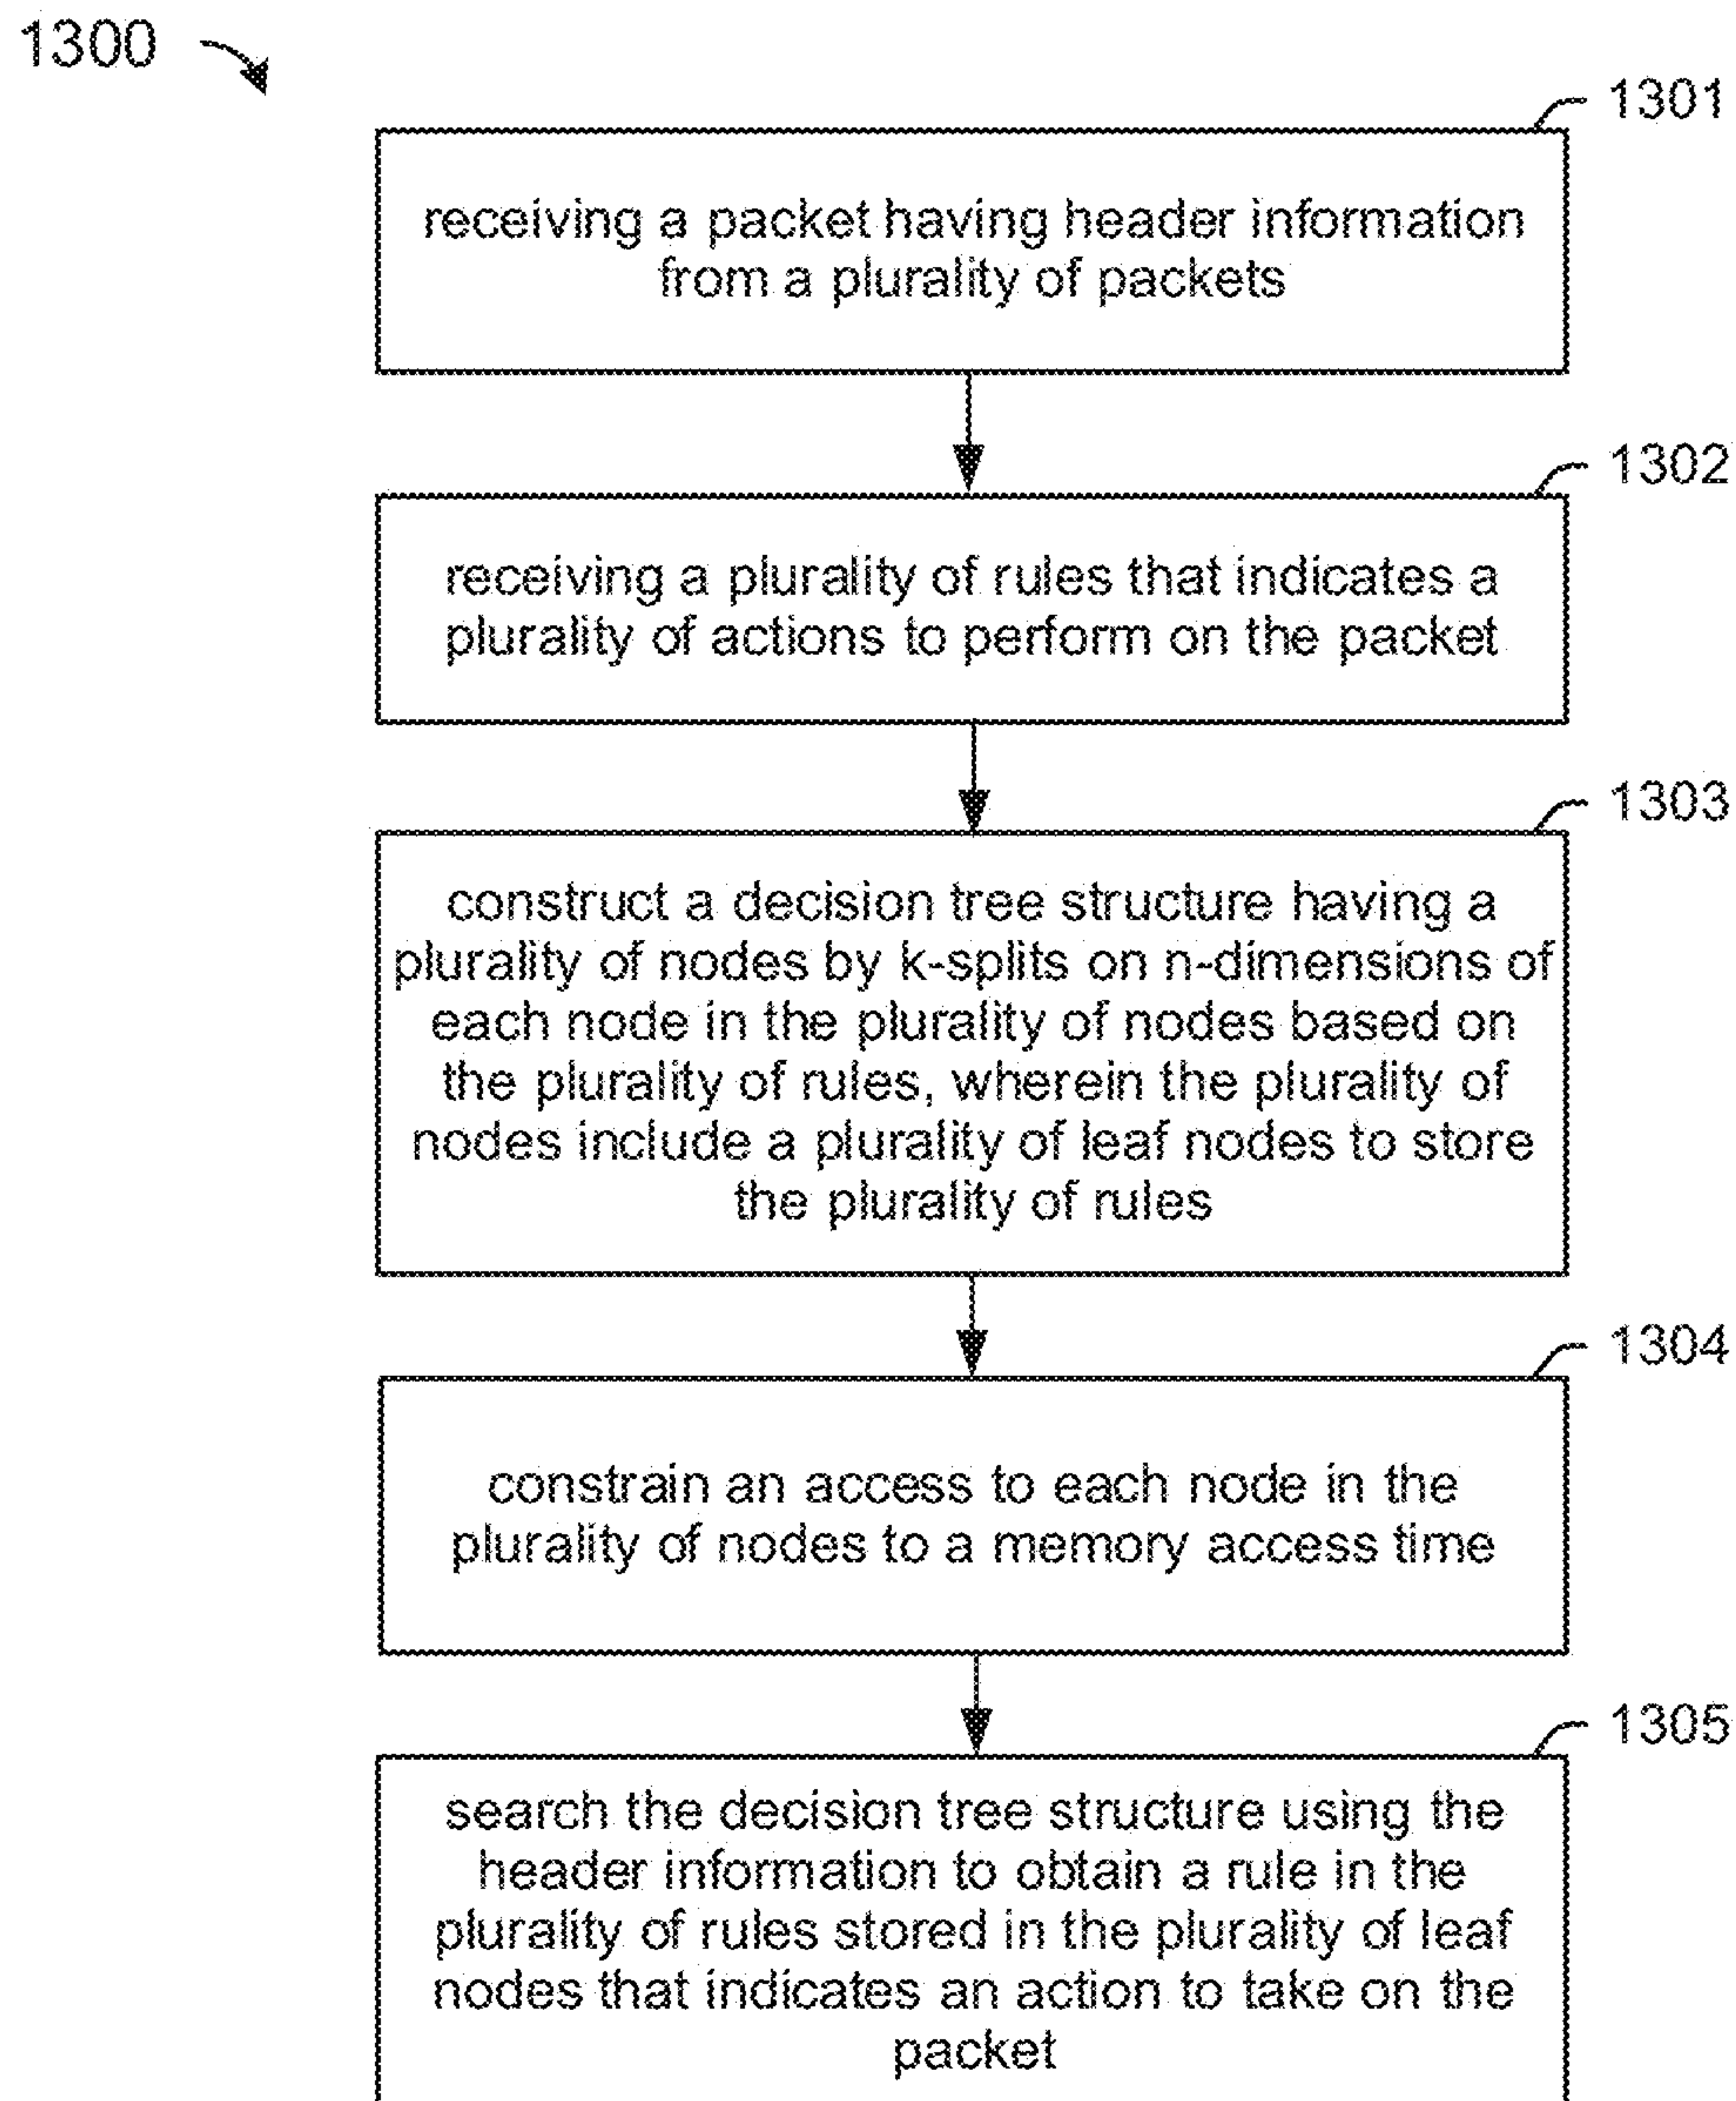 1300
1301
receiving a packet having header information
from a plurality of packets
1302
receiving a plurality of rules that indicates a
plurality of actions to perform on the packet
1303
construct a decision tree structure having a
plurality of nodes by k-splits on n-dimensions of
each node in the plurality of nodes based on
the plurality of rules, wherein the plurality of
nodes include a plurality of leaf nodes to store
the plurality of rules
1304
constrain an access to each node in the
plurality of nodes to a memory access time
1305
search the decision tree structure using the
header information to obtain a rule in the
plurality of rules stored in the plurality of leaf
nodes that indicates an action to take on the
packet